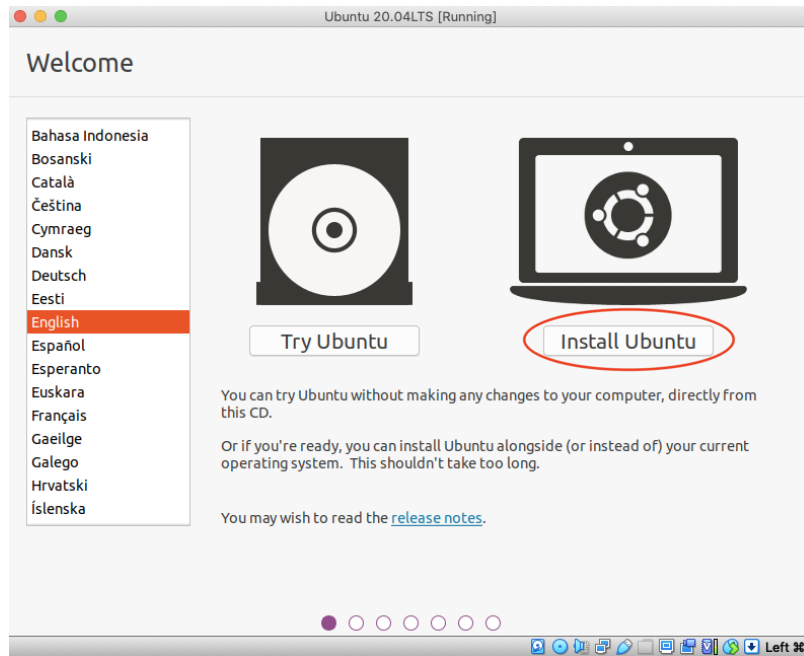 Ubuntu 20.04LTS [Running]
Welcome
Bahasa Indonesia
Bosanski
Català
Čeština
Cymraeg
Dansk
Deutsch
Eesti
English
Español
Esperanto
Euskara
Français
Gaeilge
Galego
Hrvatski
Íslenska
Try Ubuntu
Install Ubuntu
You can try Ubuntu without making any changes to your computer, directly from
this CD.
Or if you're ready, you can install Ubuntu alongside (or instead of) your current
operating system. This shouldn't take too long.
You may wish to read the release notes.
Left ⌘